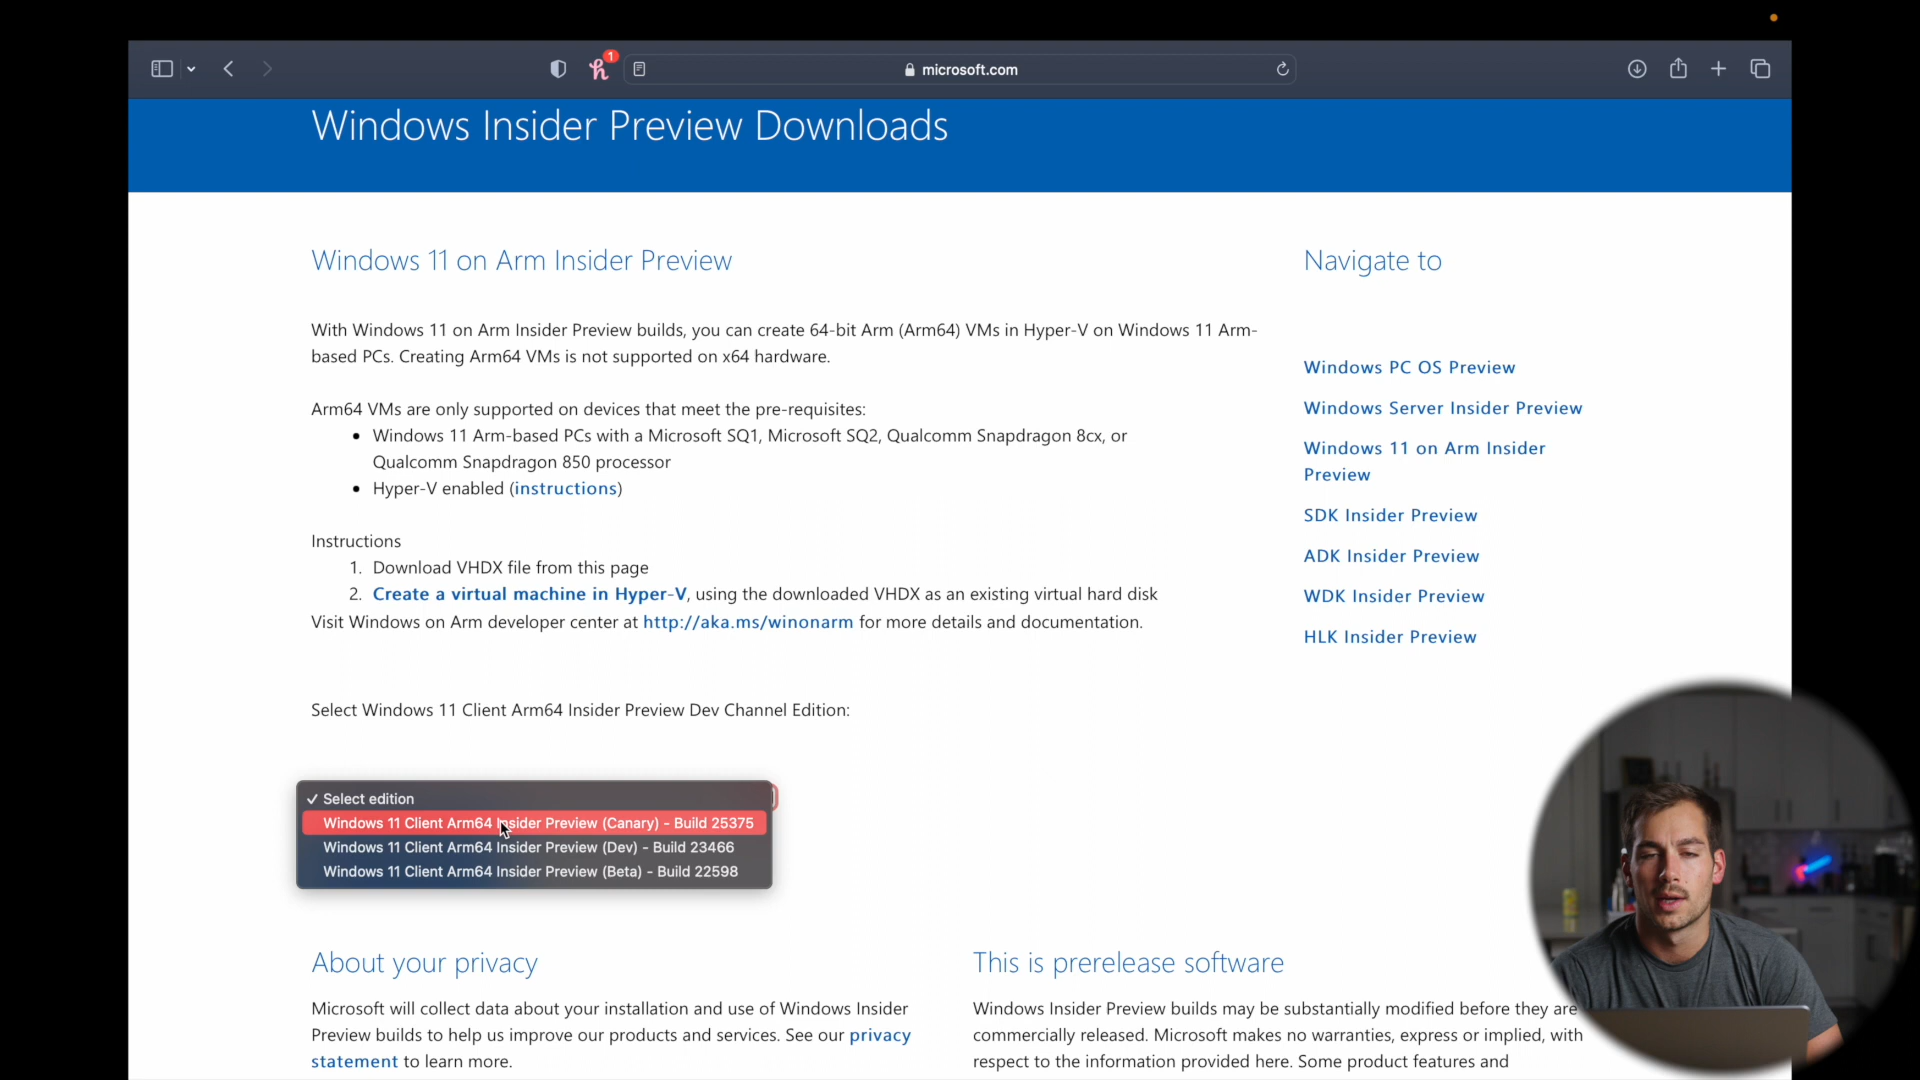 1
microsoft.com
Windows Insider Preview Downloads
Windows 11 on Arm Insider Preview
With Windows 11 on Arm Insider Preview builds, you can create 64-bit Arm (Arm64) VMs in Hyper-V on Windows 11 Arm-
based PCs. Creating Arm64 VMs is not supported on x64 hardware.
Arm64 VMs are only supported on devices that meet the pre-requisites:
• Windows 11 Arm-based PCs with a Microsoft SQ1, Microsoft SQ2, Qualcomm Snapdragon 8cx, or
Qualcomm Snapdragon 850 processor
• Hyper-V enabled (instructions)
Instructions
1. Download VHDX file from this page
2. Create a virtual machine in Hyper-V, using the downloaded VHDX as an existing virtual hard disk
Visit Windows on Arm developer center at http://aka.ms/winonarm for more details and documentation.
Select Windows 11 Client Arm64 Insider Preview Dev Channel Edition:
✓ Select edition
Windows 11 Client Arm64 Insider Preview (Canary) - Build 25375
Windows 11 Client Arm64 Insider Preview (Dev) - Build 23466
Windows 11 Client Arm64 Insider Preview (Beta) - Build 22598
Navigate to
Windows PC OS Preview
Windows Server Insider Preview
Windows 11 on Arm Insider
Preview
SDK Insider Preview
ADK Insider Preview
WDK Insider Preview
HLK Insider Preview
About your privacy
Microsoft will collect data about your installation and use of Windows Insider
Preview builds to help us improve our products and services. See our privacy
statement to learn more.
This is prerelease software
Windows Insider Preview builds may be substantially modified before they are
commercially released. Microsoft makes no warranties, express or implied, with
respect to the information provided here. Some product features and